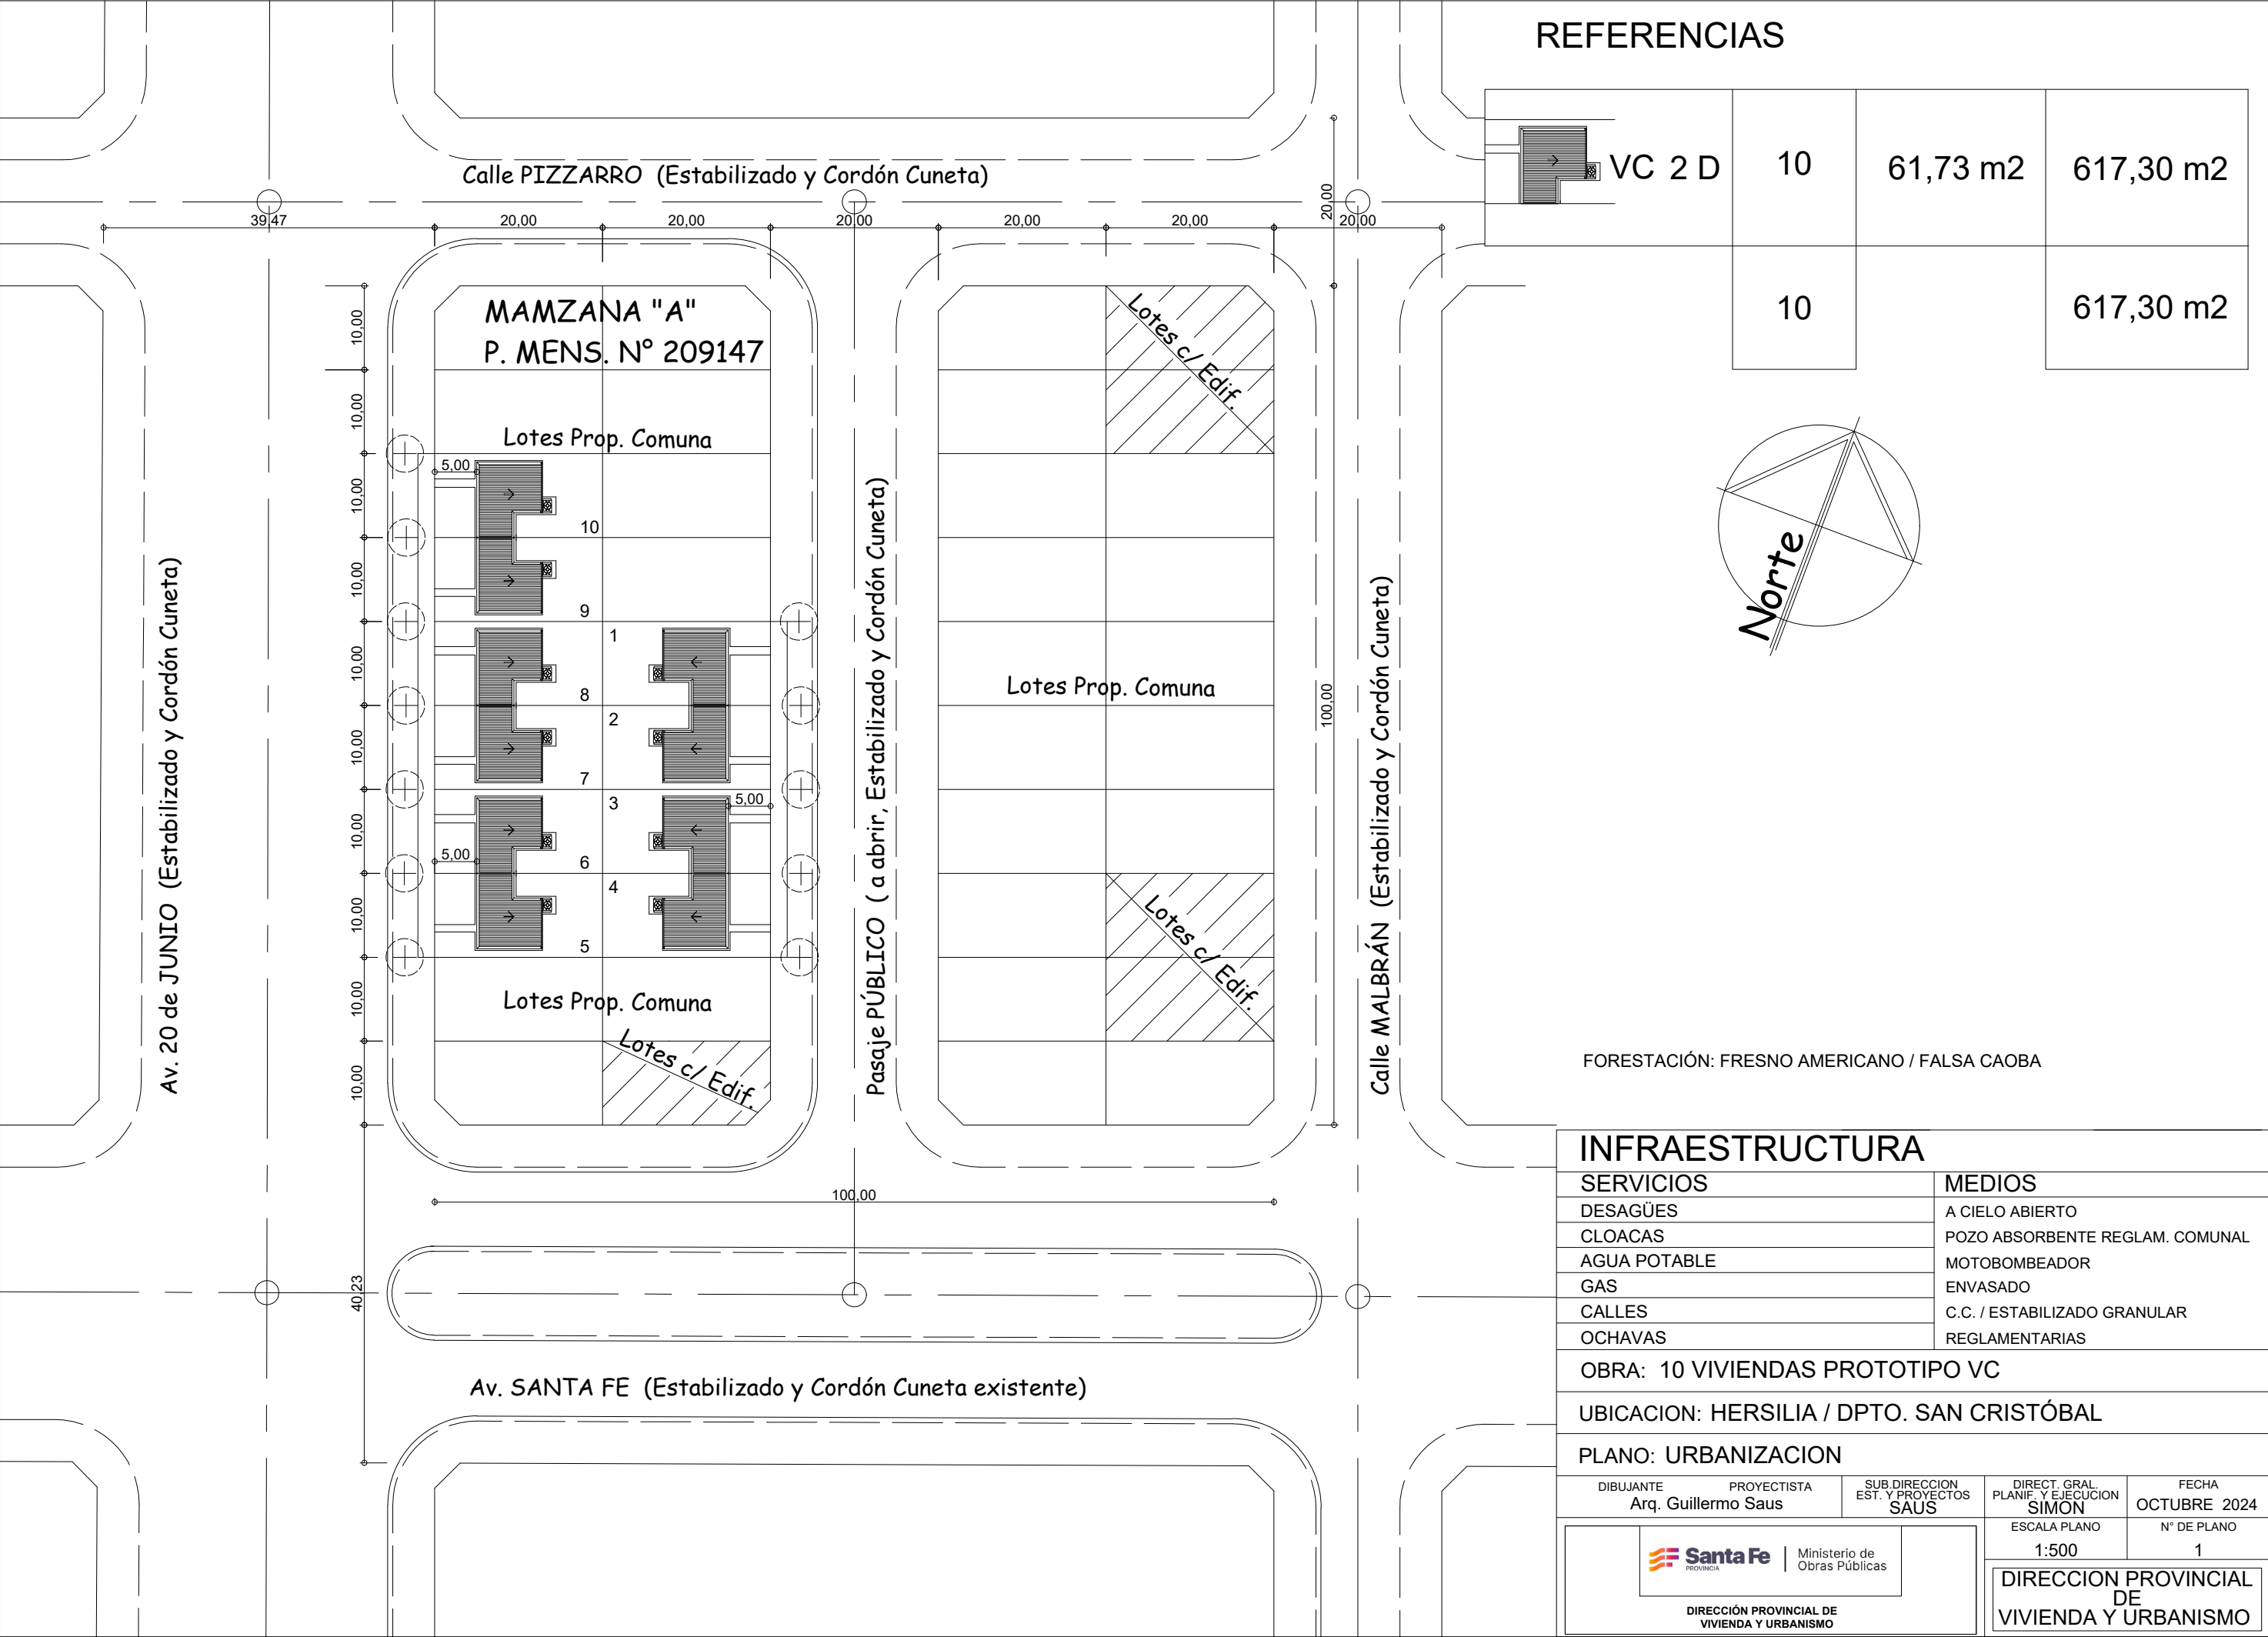 REFERENCIAS
VC 2 D
10
61,73 m2
617,30 m2
10
617,30 m2
Calle PIZZARRO (Estabilizado y Cordón Cuneta)
39,47
20,00
20,00
20,00
20,00
20,00
20,00
20,00
MAMZANA "A"
P. MENS. N° 209147
Lotes c/ Edif.
10,00
10,00
10,00
10,00
10,00
10,00
10,00
10,00
10,00
10,00
Lotes Prop. Comuna
5,00
10
9
1
8
2
7
3
5,00
5,00
6
4
5
Lotes Prop. Comuna
Lotes c/ Edif.
Av. 20 de JUNIO (Estabilizado y Cordón Cuneta)
Pasaje PÚBLICO ( a abrir, Estabilizado y Cordón Cuneta)
Lotes Prop. Comuna
Lotes c/ Edif.
100,00
Calle MALBRÁN (Estabilizado y Cordón Cuneta)
100,00
40,23
Av. SANTA FE (Estabilizado y Cordón Cuneta existente)
Norte
FORESTACIÓN: FRESNO AMERICANO / FALSA CAOBA
INFRAESTRUCTURA
SERVICIOS MEDIOS
DESAGÜES A CIELO ABIERTO
CLOACAS POZO ABSORBENTE REGLAM. COMUNAL
AGUA POTABLE MOTOBOMBEADOR
GAS ENVASADO
CALLES C.C. / ESTABILIZADO GRANULAR
OCHAVAS REGLAMENTARIAS
OBRA: 10 VIVIENDAS PROTOTIPO VC
UBICACION: HERSILIA / DPTO. SAN CRISTÓBAL
PLANO: URBANIZACION
DIBUJANTE PROYECTISTA
Arq. Guillermo Saus
SUB.DIRECCION
EST. Y PROYECTOS
SAUS
DIRECT. GRAL.
PLANIF. Y EJECUCION
SIMON
FECHA
OCTUBRE 2024
ESCALA PLANO
1:500
N° DE PLANO
1
Santa Fe
PROVINCIA
Ministerio de
Obras Públicas
DIRECCIÓN PROVINCIAL DE
VIVIENDA Y URBANISMO
DIRECCION PROVINCIAL
DE
VIVIENDA Y URBANISMO